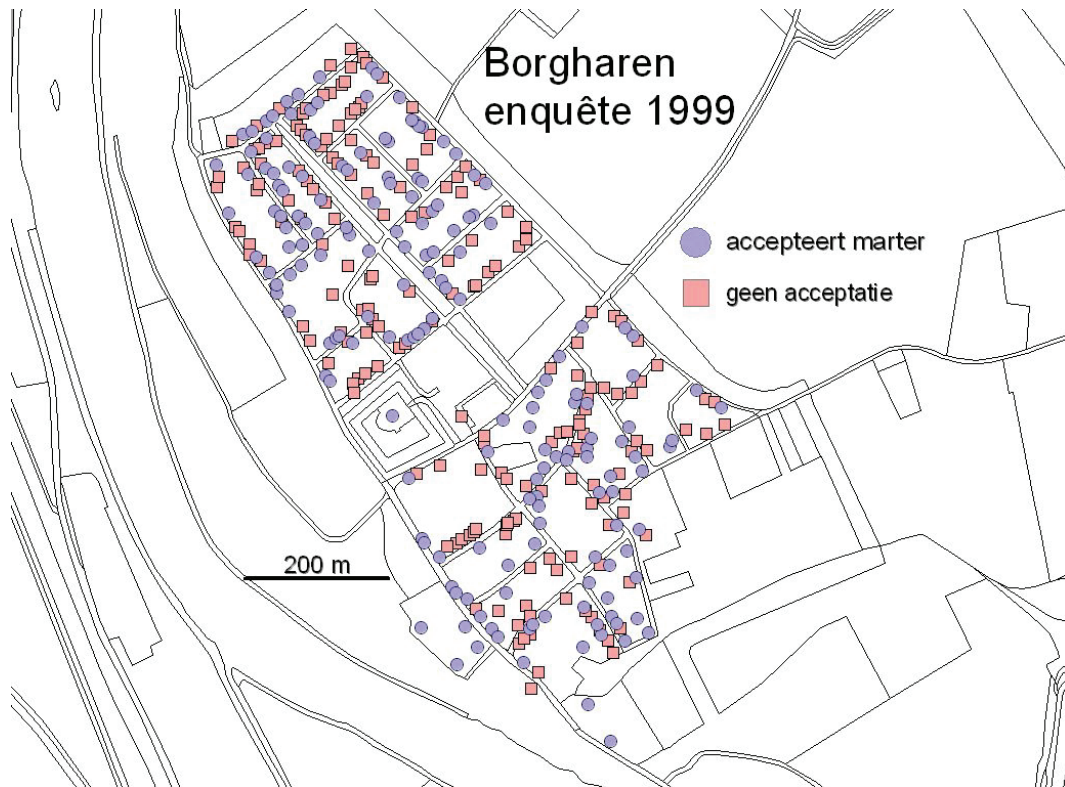 Borgharen
enquête 1999
accepteert marter
geen acceptatie
200 m